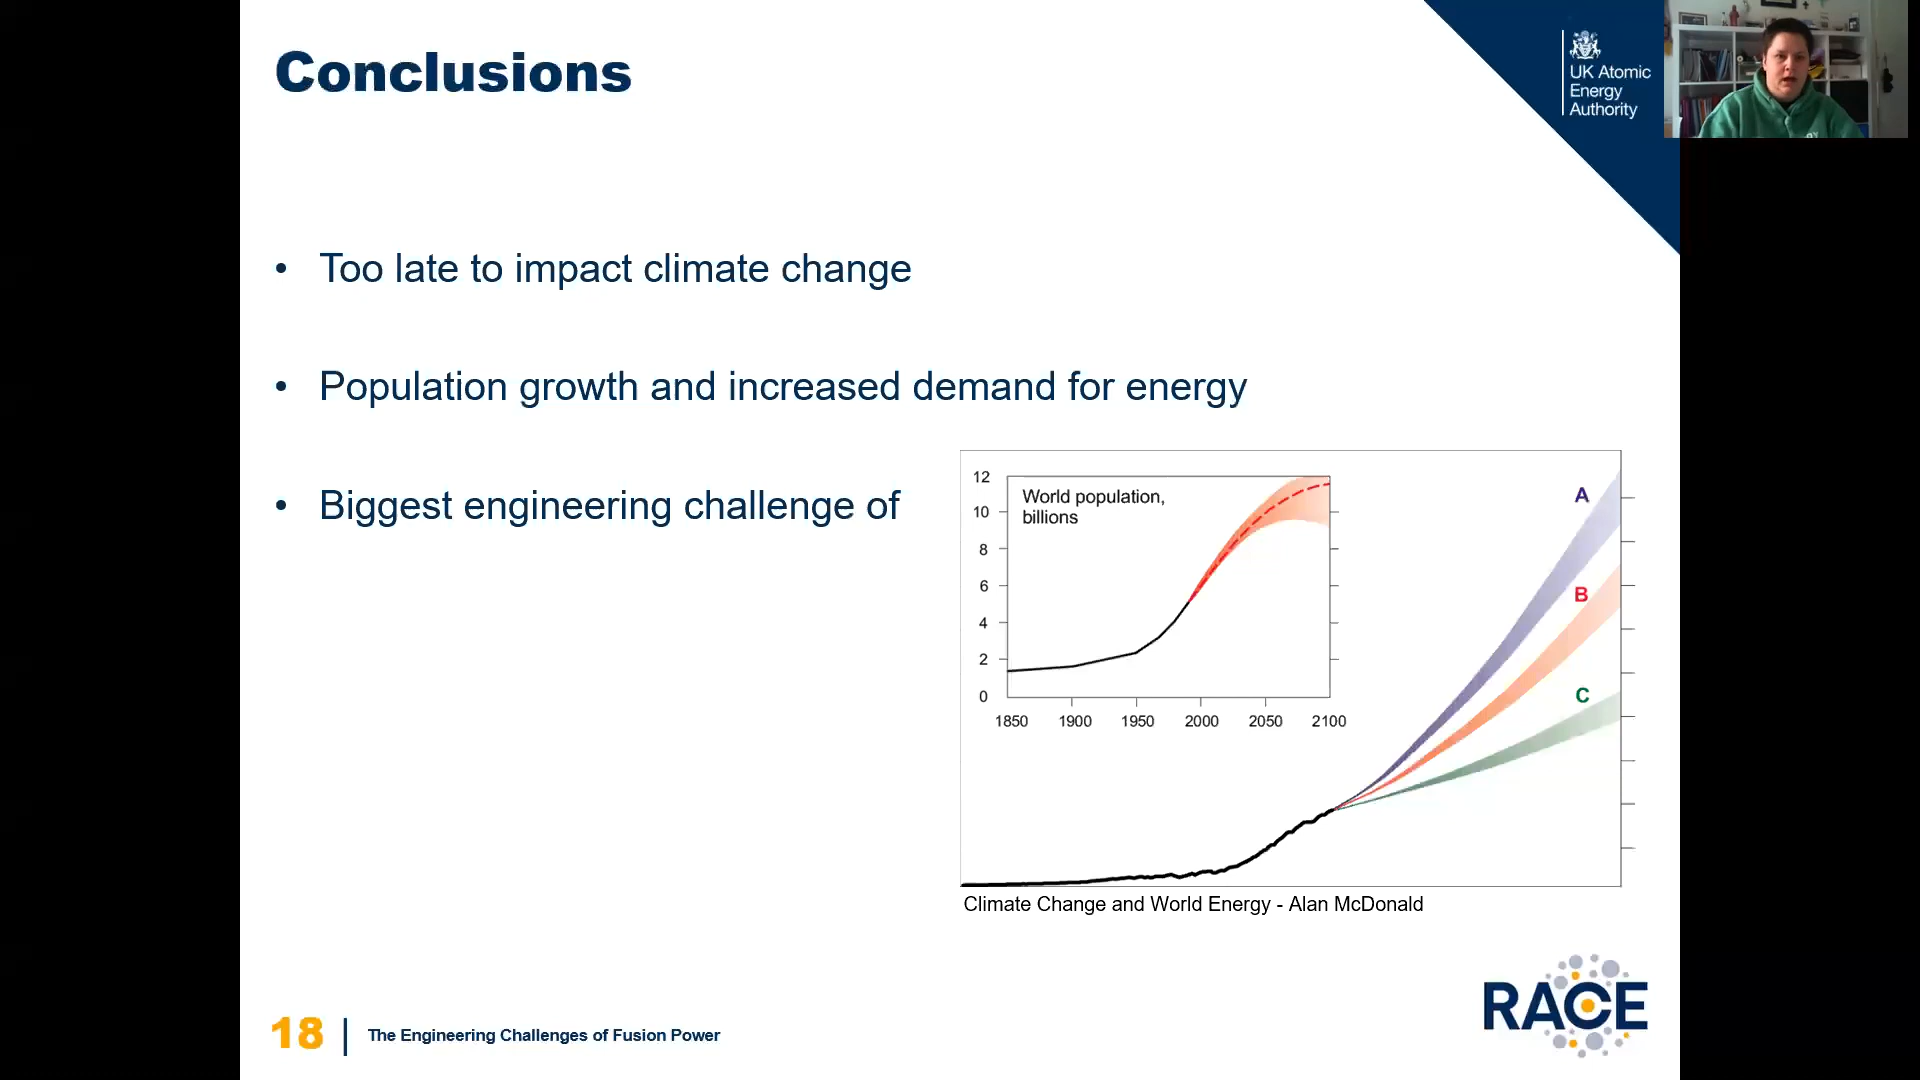 Conclusions
UK Atomic
Energy
Authority
• Too late to impact climate change
• Population growth and increased demand for energy
• Biggest engineering challenge of
12
10
8
6
4
2
0
World population,
billions
1850 1900 1950 2000 2050 2100
A
B
C
Climate Change and World Energy - Alan McDonald
RACE
18 | The Engineering Challenges of Fusion Power